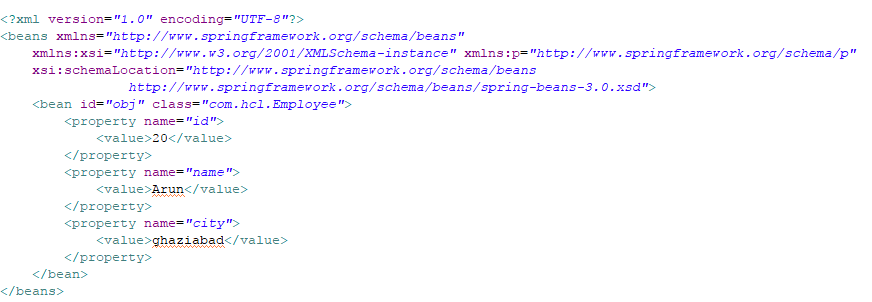 <?xml version="1.0" encoding="UTF-8"?>
<beans xmlns="http://www.springframework.org/schema/beans"
    xmlns:xsi="http://www.w3.org/2001/XMLSchema-instance" xmlns:p="http://www.springframework.org/schema/p"
    xsi:schemaLocation="http://www.springframework.org/schema/beans
                http://www.springframework.org/schema/beans/spring-beans-3.0.xsd">
    <bean id="obj" class="com.hcl.Employee">
        <property name="id">
            <value>20</value>
        </property>
        <property name="name">
            <value>Arun</value>
        </property>
        <property name="city">
            <value>ghaziabad</value>
        </property>
    </bean>
</beans>